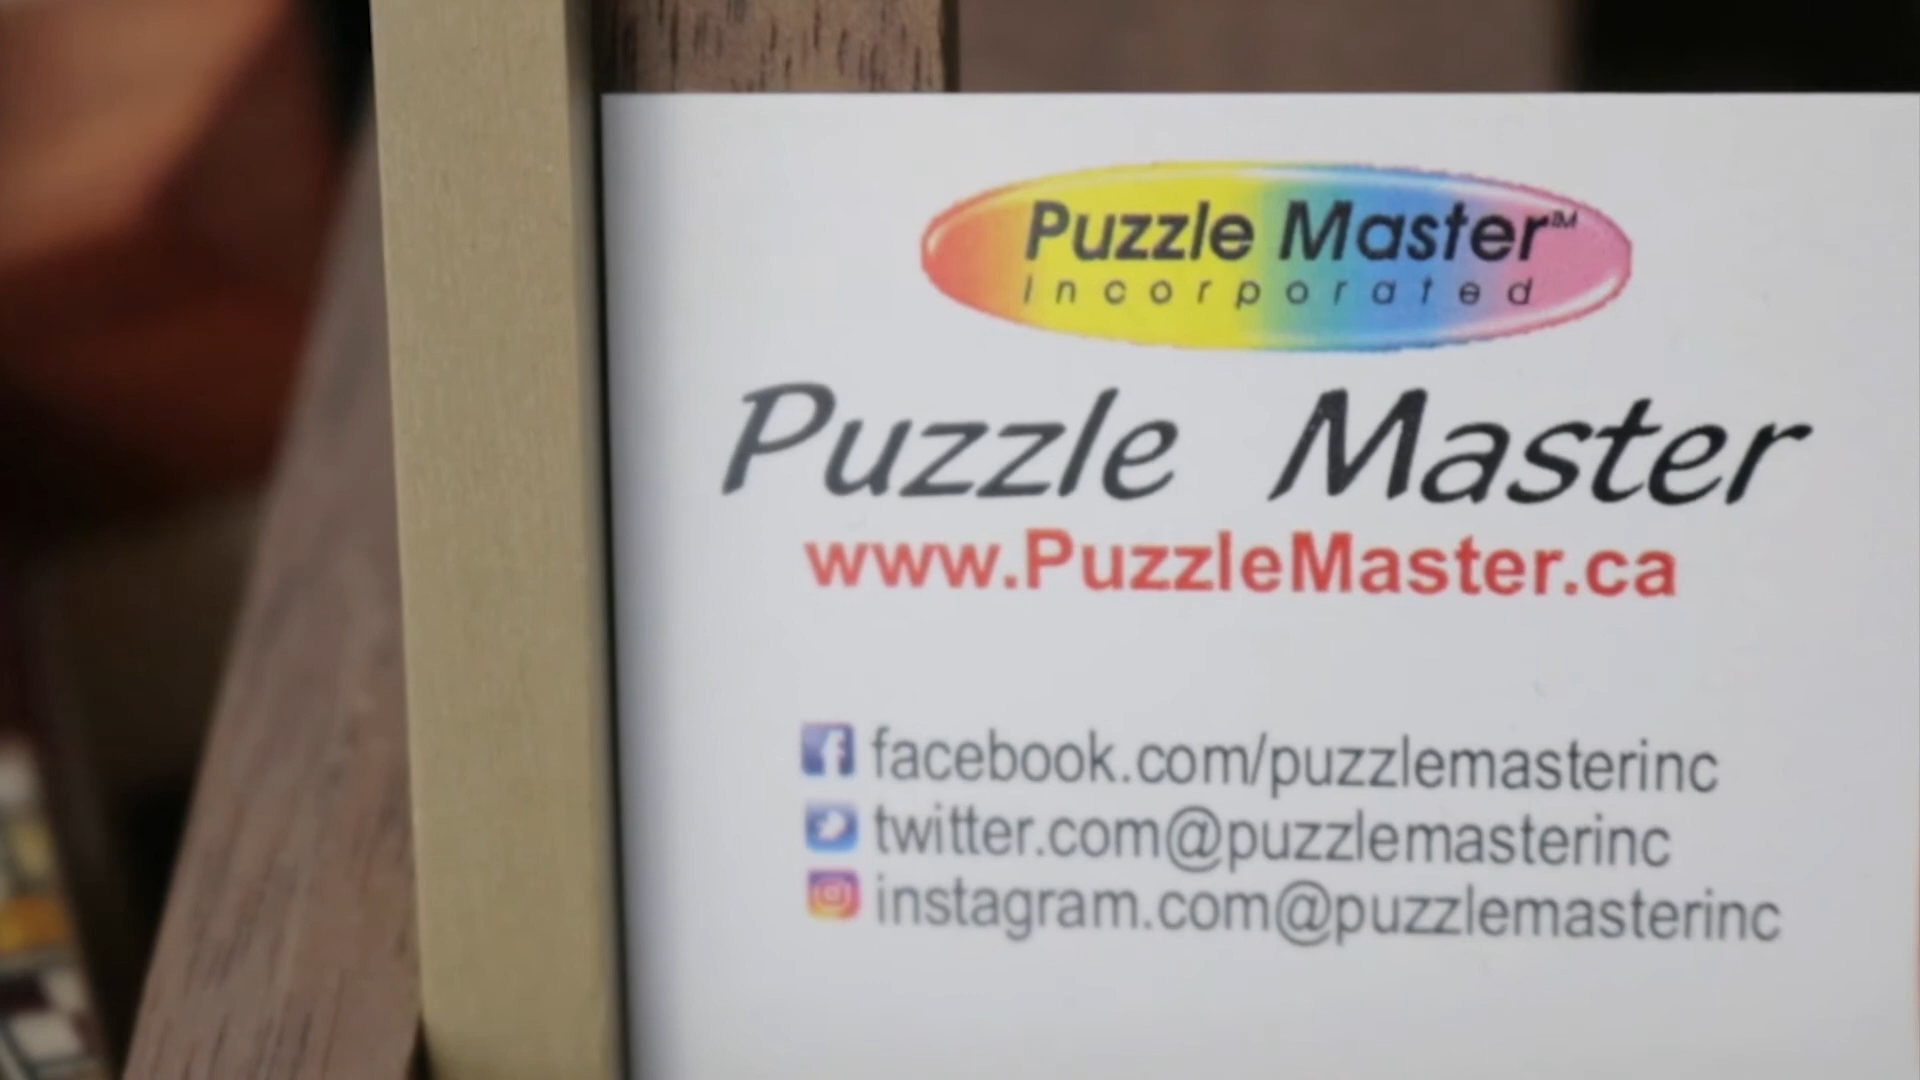 Puzzle Master™
Incorporated
Puzzle Master
www.PuzzleMaster.ca
facebook.com/puzzlemasterinc
twitter.com@puzzlemasterinc
instagram.com@puzzlemasterinc